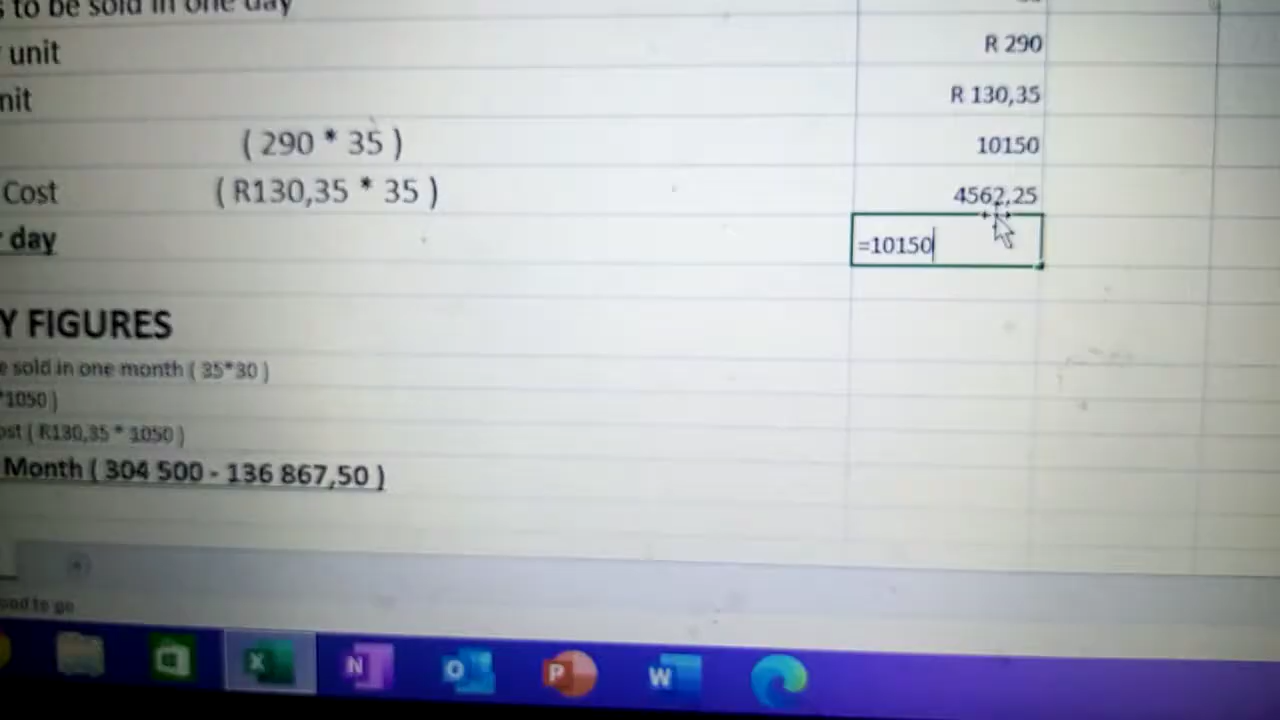 s to be sold in one day
unit R 290
nit R 130,35
( 290 * 35 ) 10150
Cost ( R130,35 * 35 ) 4562,25
day =10150
Y FIGURES
e sold in one month ( 35*30 )
*1050 )
ost ( R130,35 * 1050 )
Month ( 304 500 - 136 867,50 )
to go
X
N
O
P
W